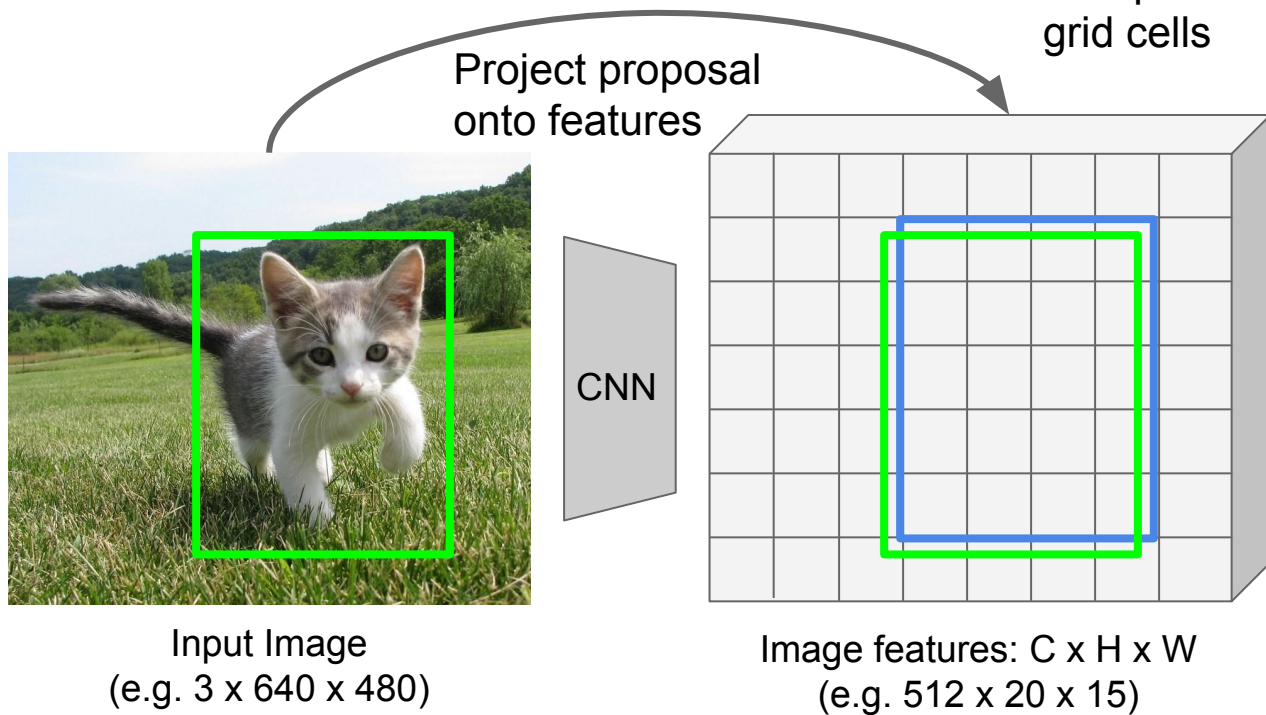 grid cells
Project proposal
onto features
CNN
Input Image
(e.g. 3 x 640 x 480)
Image features: C x H x W
(e.g. 512 x 20 x 15)